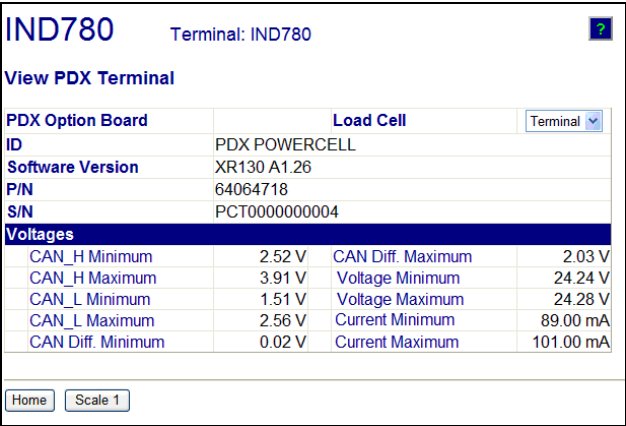 IND780 Terminal: IND780 ?
View PDX Terminal
PDX Option Board Load Cell Terminal
ID PDX POWERCELL
Software Version XR130 A1.26
P/N 64064718
S/N PCT0000000004
Voltages
CAN_H Minimum 2.52 V CAN Diff. Maximum 2.03 V
CAN_H Maximum 3.91 V Voltage Minimum 24.24 V
CAN_L Minimum 1.51 V Voltage Maximum 24.28 V
CAN_L Maximum 2.56 V Current Minimum 89.00 mA
CAN Diff. Minimum 0.02 V Current Maximum 101.00 mA
Home Scale 1